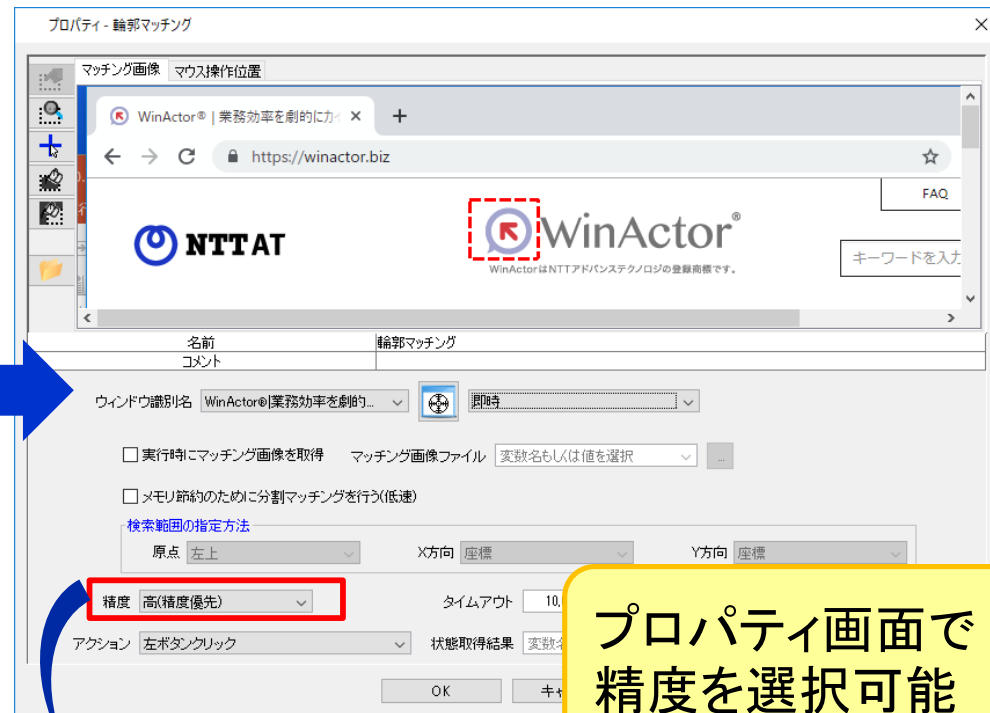 プロパティ - 輪郭マッチング
マッチング画像 マウス操作位置
WinActor® | 業務効率を劇的に
https://winactor.biz
FAQ
NTT AT
WinActor®
WinActorはNTTアドバンステクノロジの登録商標です。
キーワードを入力
名前 輪郭マッチング
コメント
ウィンドウ識別名 WinActor®|業務効率を劇的... 即時
実行時にマッチング画像を取得 マッチング画像ファイル 変数名もしくは値を選択 ...
メモリ節約のために分割マッチングを行う(低速)
検索範囲の指定方法
原点 左上 X方向 座標 Y方向 座標
精度 高(精度優先) タイムアウト 10,
アクション 左ボタンクリック 状態取得結果 変数
OK キャ
プロパティ画面で
精度を選択可能